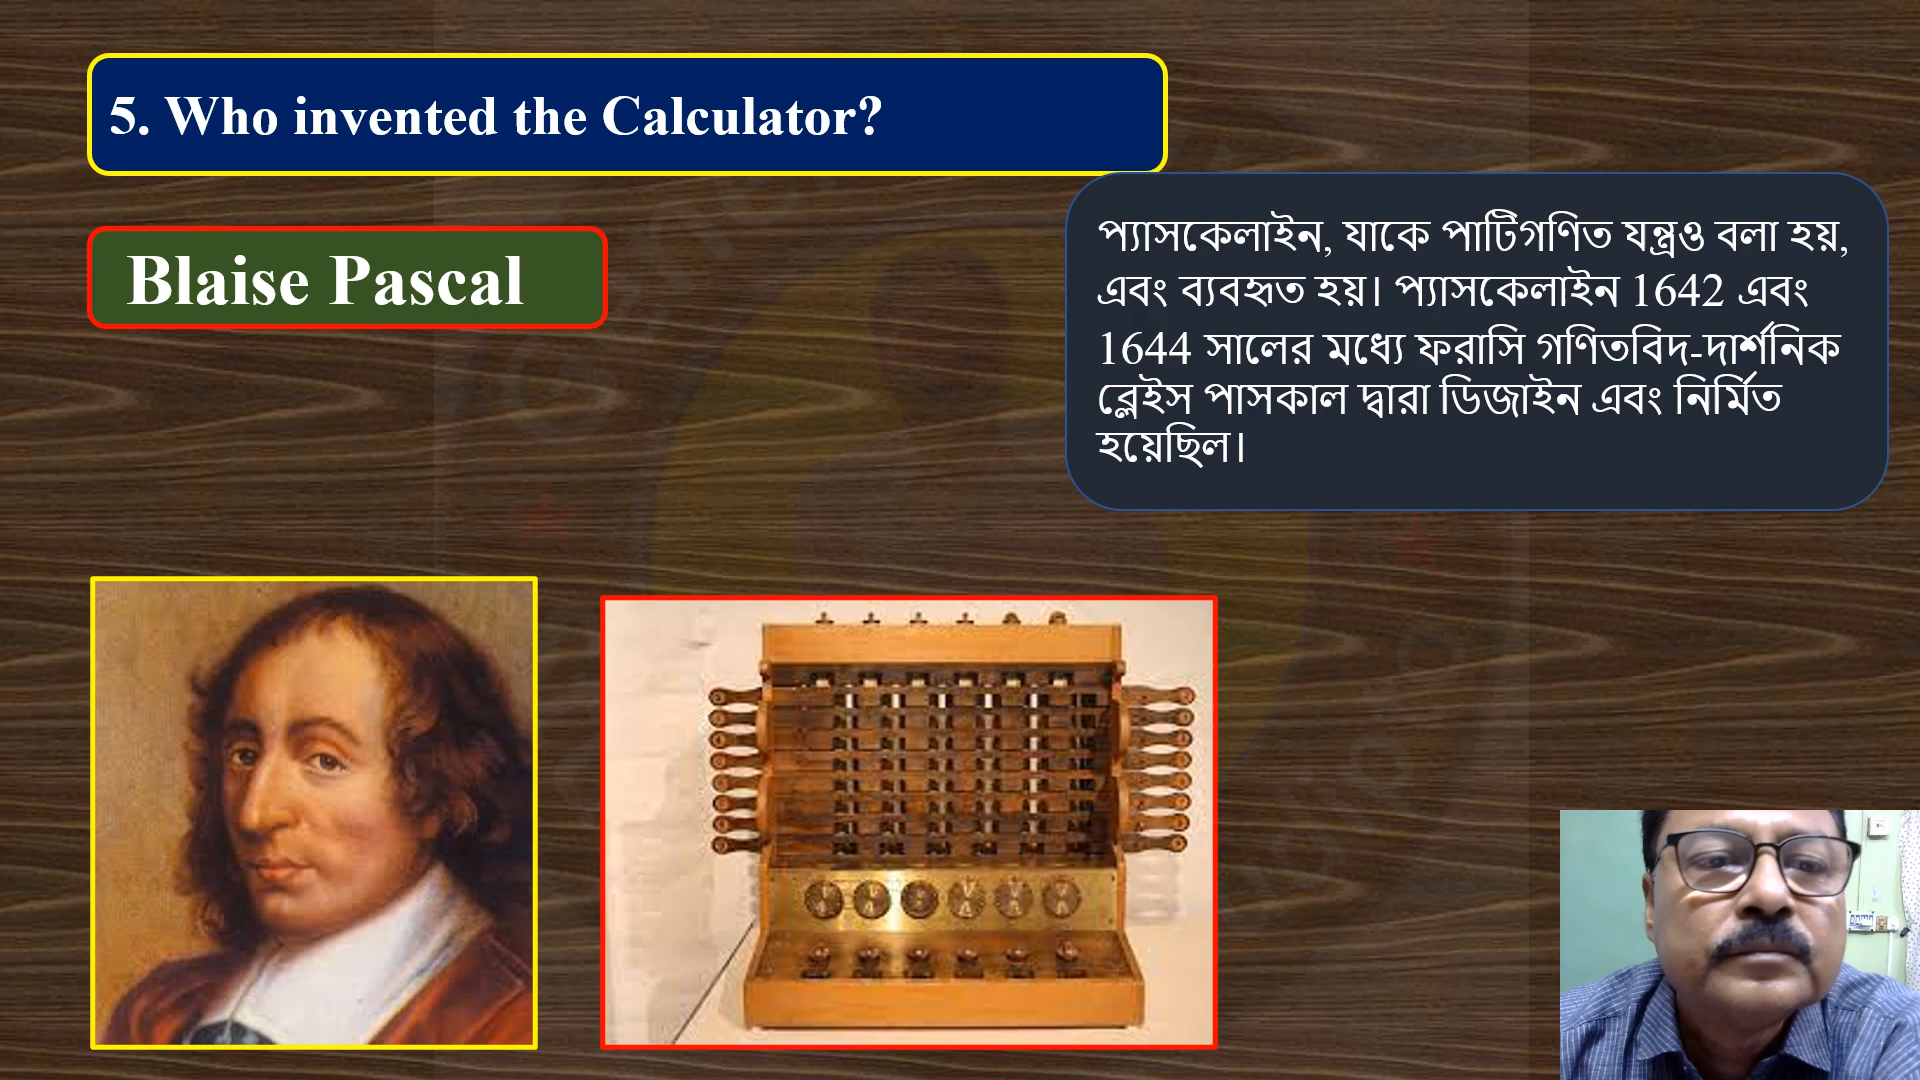 5. Who invented the Calculator?
Blaise Pascal
প্যাসকেলাইন, যাকে পাটিগণিত যন্ত্রও বলা হয়,
এবং ব্যবহৃত হয়। প্যাসকেলাইন 1642 এবং
1644 সালের মধ্যে ফরাসি গণিতবিদ-দার্শনিক
ব্লেইস পাসকাল দ্বারা ডিজাইন এবং নির্মিত
হয়েছিল।